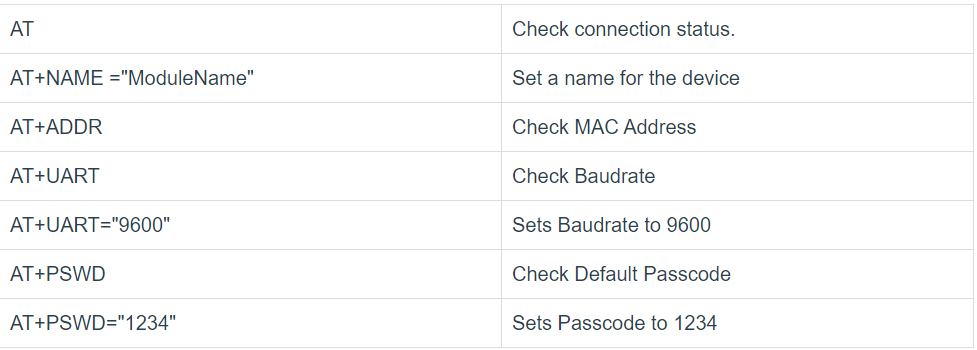 AT Check connection status.
AT+NAME ="ModuleName" Set a name for the device
AT+ADDR Check MAC Address
AT+UART Check Baudrate
AT+UART="9600" Sets Baudrate to 9600
AT+PSWD Check Default Passcode
AT+PSWD="1234" Sets Passcode to 1234